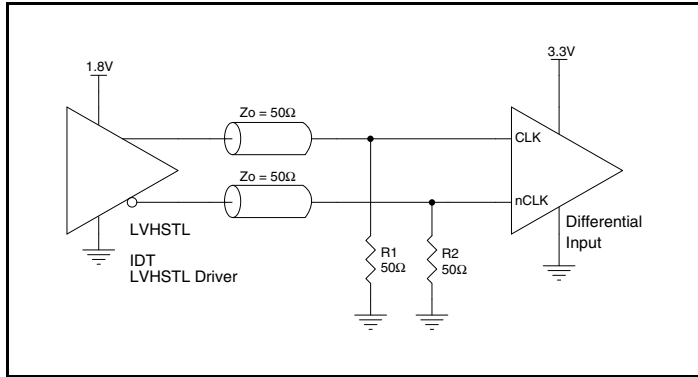 1.8V
3.3V
Zo = 50Ω
CLK
Zo = 50Ω
nCLK
LVHSTL
IDT
LVHSTL Driver
R1
50Ω
R2
50Ω
Differential
Input